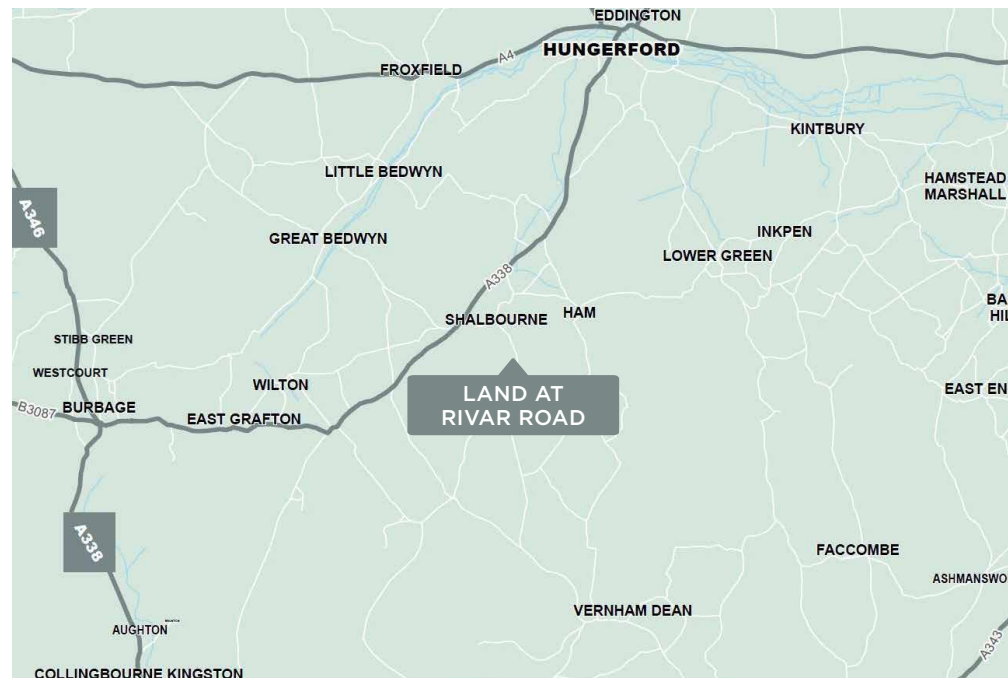 EDDINGTON
HUNGERFORD
A4
FROXFIELD
KINTBURY
LITTLE BEDWYN
HAMSTEAD
MARSHALL
A346
INKPEN
GREAT BEDWYN
LOWER GREEN
A338
BA
HIL
HAM
SHALBOURNE
STIBB GREEN
WESTCOURT
WILTON
LAND AT
RIVAR ROAD
EAST EN
B3087
BURBAGE
EAST GRAFTON
A338
FACCOMBE
ASHMANSWO
VERNHAM DEAN
AUGHTON
A343
COLLINGBOURNE KINGSTON